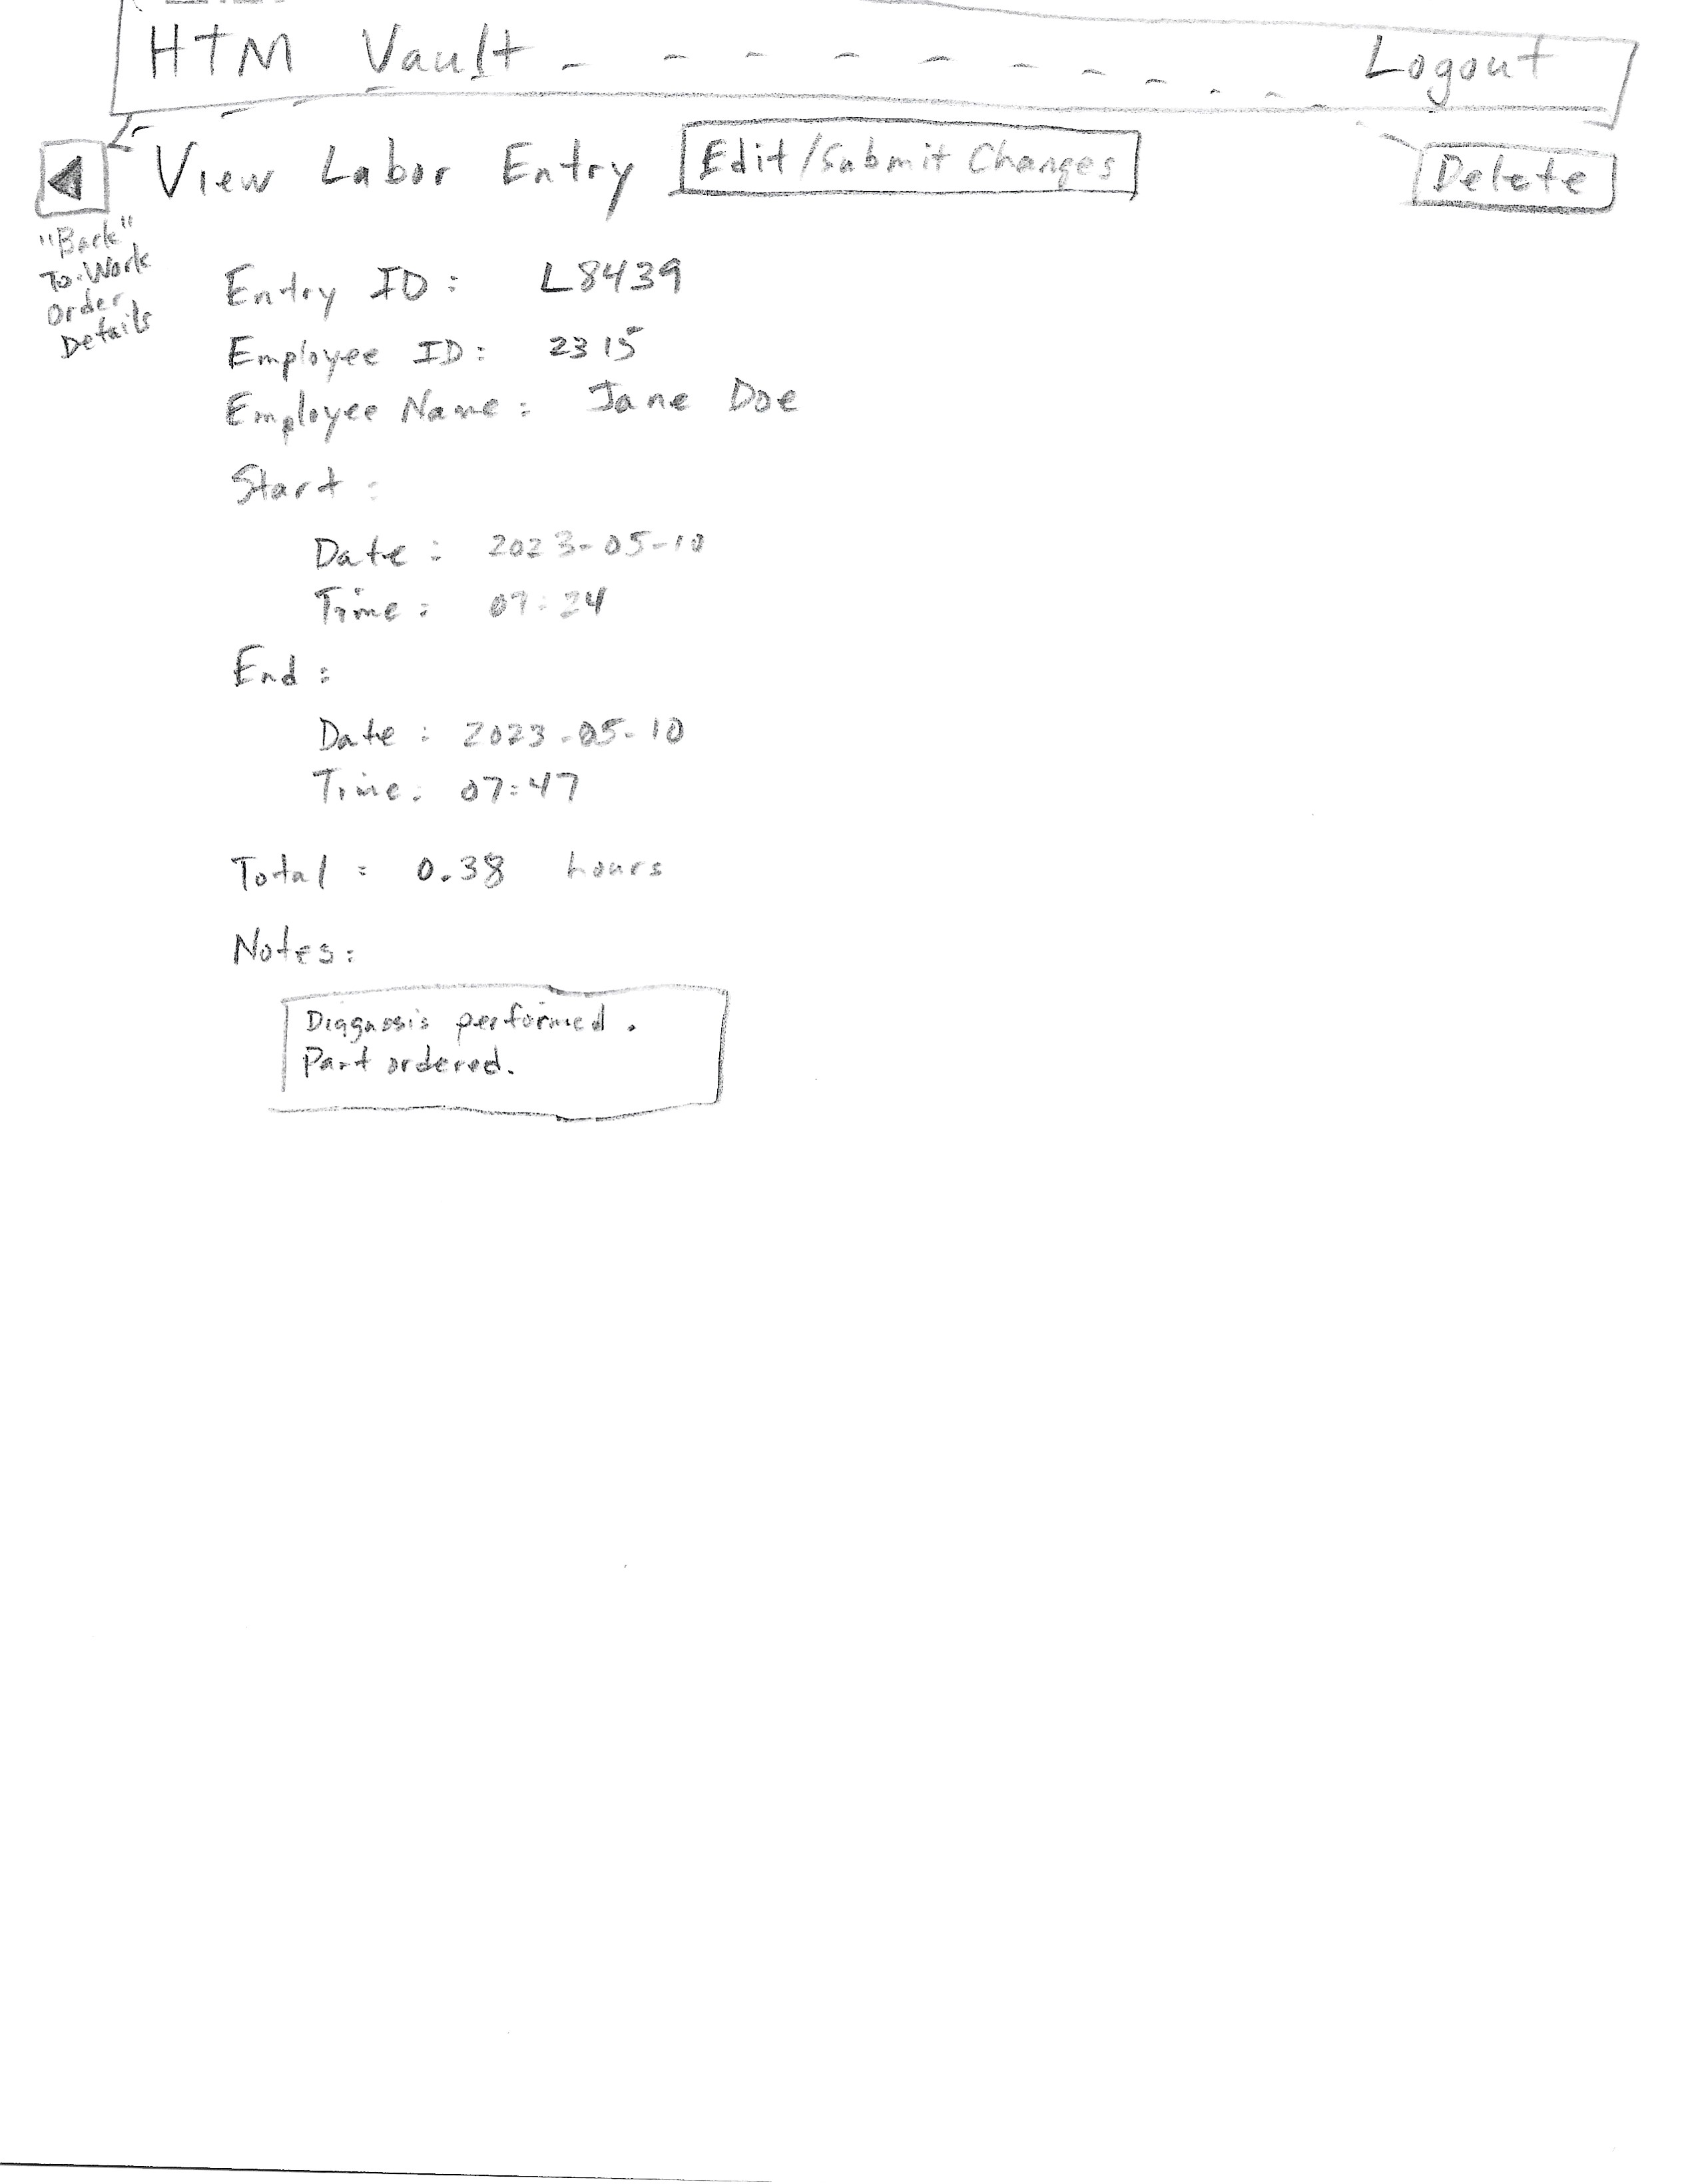 HTM Vault Logout
View Labor Entry Edit/Submit Changes Delete
"Back"
To Work
Order
Details
Entry ID: L8439
Employee ID: 2315
Employee Name: Jane Doe
Start:
Date: 2023-05-10
Time: 07:24
End:
Date: 2023-05-10
Time: 07:47
Total: 0.38 hours
Notes:
Diagnosis performed.
Part ordered.